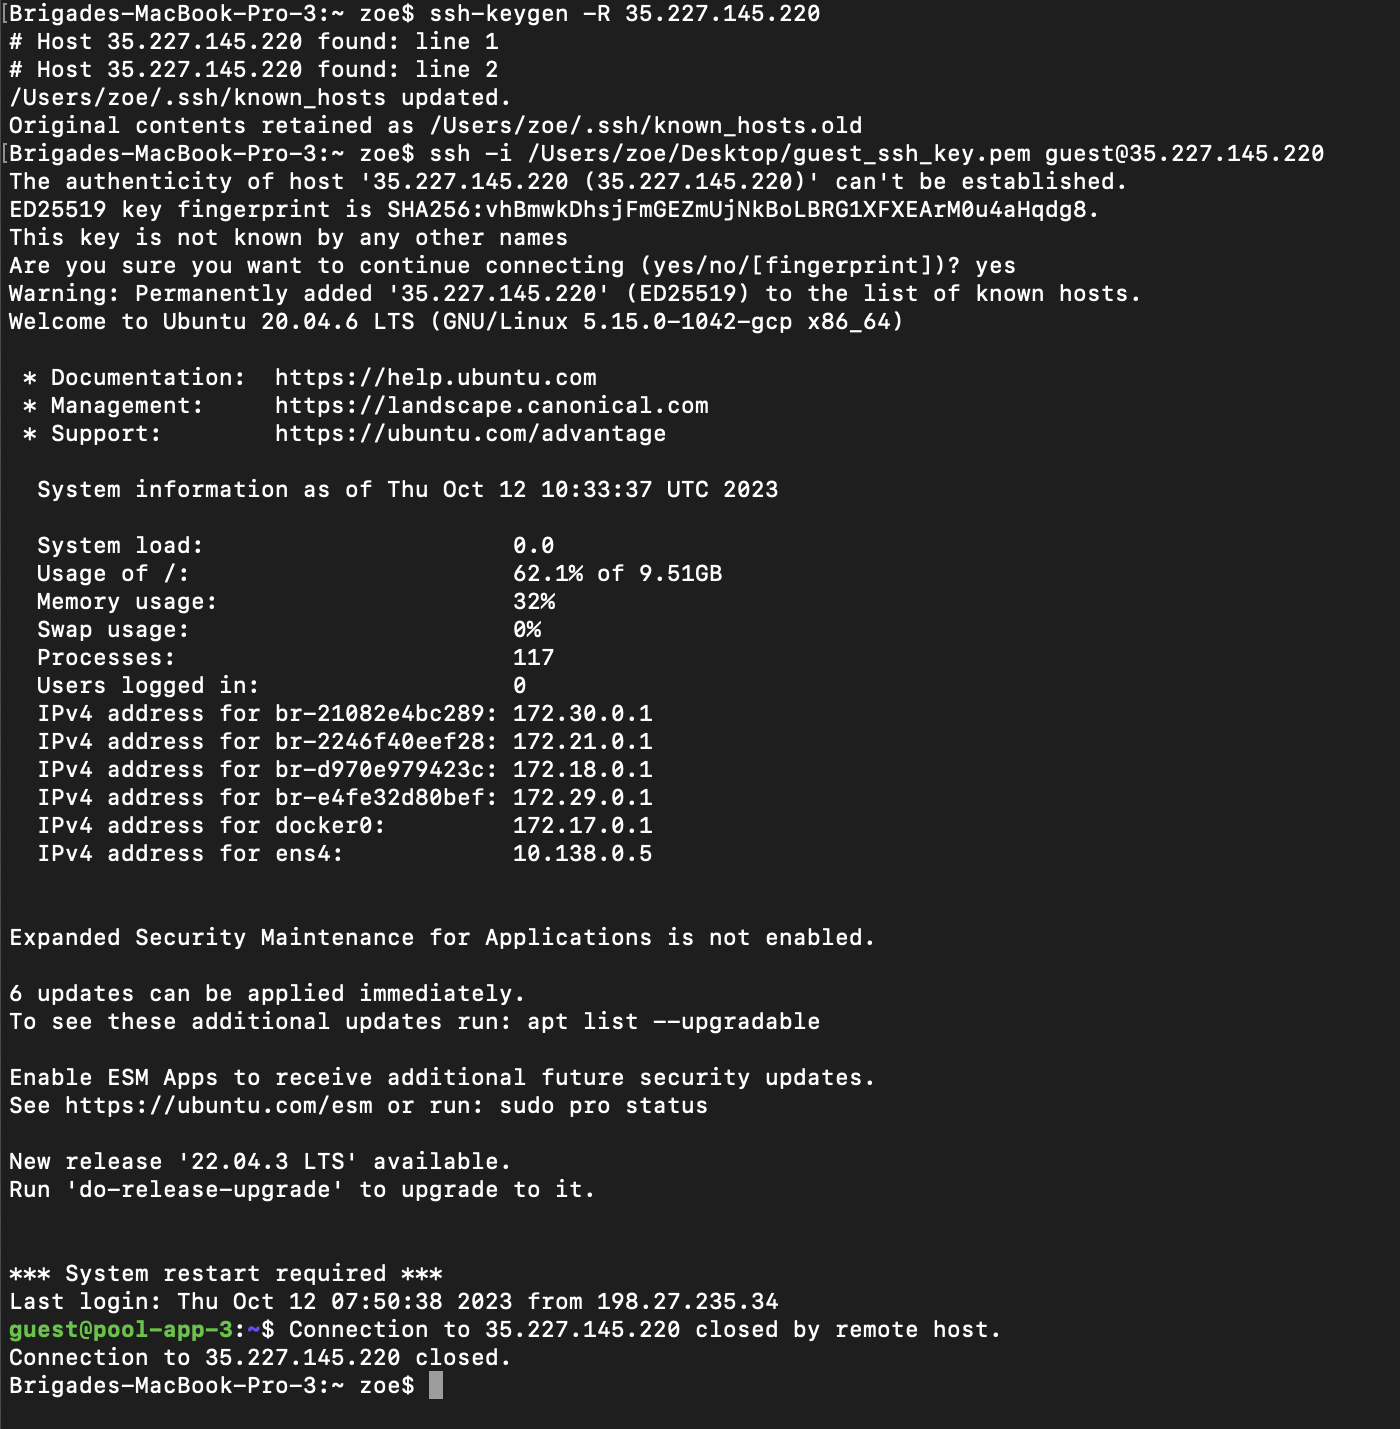 [Brigades-MacBook-Pro-3:~ zoe$ ssh-keygen -R 35.227.145.220
# Host 35.227.145.220 found: line 1
# Host 35.227.145.220 found: line 2
/Users/zoe/.ssh/known_hosts updated.
Original contents retained as /Users/zoe/.ssh/known_hosts.old
[Brigades-MacBook-Pro-3:~ zoe$ ssh -i /Users/zoe/Desktop/guest_ssh_key.pem guest@35.227.145.220
The authenticity of host '35.227.145.220 (35.227.145.220)' can't be established.
ED25519 key fingerprint is SHA256:vhBmwkDhsjFmGEZmUjNkBoLBRG1XFXEArM0u4aHqdg8.
This key is not known by any other names
Are you sure you want to continue connecting (yes/no/[fingerprint])? yes
Warning: Permanently added '35.227.145.220' (ED25519) to the list of known hosts.
Welcome to Ubuntu 20.04.6 LTS (GNU/Linux 5.15.0-1042-gcp x86_64)

 * Documentation:  https://help.ubuntu.com
 * Management:     https://landscape.canonical.com
 * Support:        https://ubuntu.com/advantage

  System information as of Thu Oct 12 10:33:37 UTC 2023

  System load:                      0.0
  Usage of /:                       62.1% of 9.51GB
  Memory usage:                     32%
  Swap usage:                       0%
  Processes:                        117
  Users logged in:                  0
  IPv4 address for br-21082e4bc289: 172.30.0.1
  IPv4 address for br-2246f40eef28: 172.21.0.1
  IPv4 address for br-d970e979423c: 172.18.0.1
  IPv4 address for br-e4fe32d80bef: 172.29.0.1
  IPv4 address for docker0:         172.17.0.1
  IPv4 address for ens4:            10.138.0.5

Expanded Security Maintenance for Applications is not enabled.

6 updates can be applied immediately.
To see these additional updates run: apt list --upgradable

Enable ESM Apps to receive additional future security updates.
See https://ubuntu.com/esm or run: sudo pro status

New release '22.04.3 LTS' available.
Run 'do-release-upgrade' to upgrade to it.

*** System restart required ***
Last login: Thu Oct 12 07:50:38 2023 from 198.27.235.34
guest@pool-app-3:~$ Connection to 35.227.145.220 closed by remote host.
Connection to 35.227.145.220 closed.
Brigades-MacBook-Pro-3:~ zoe$